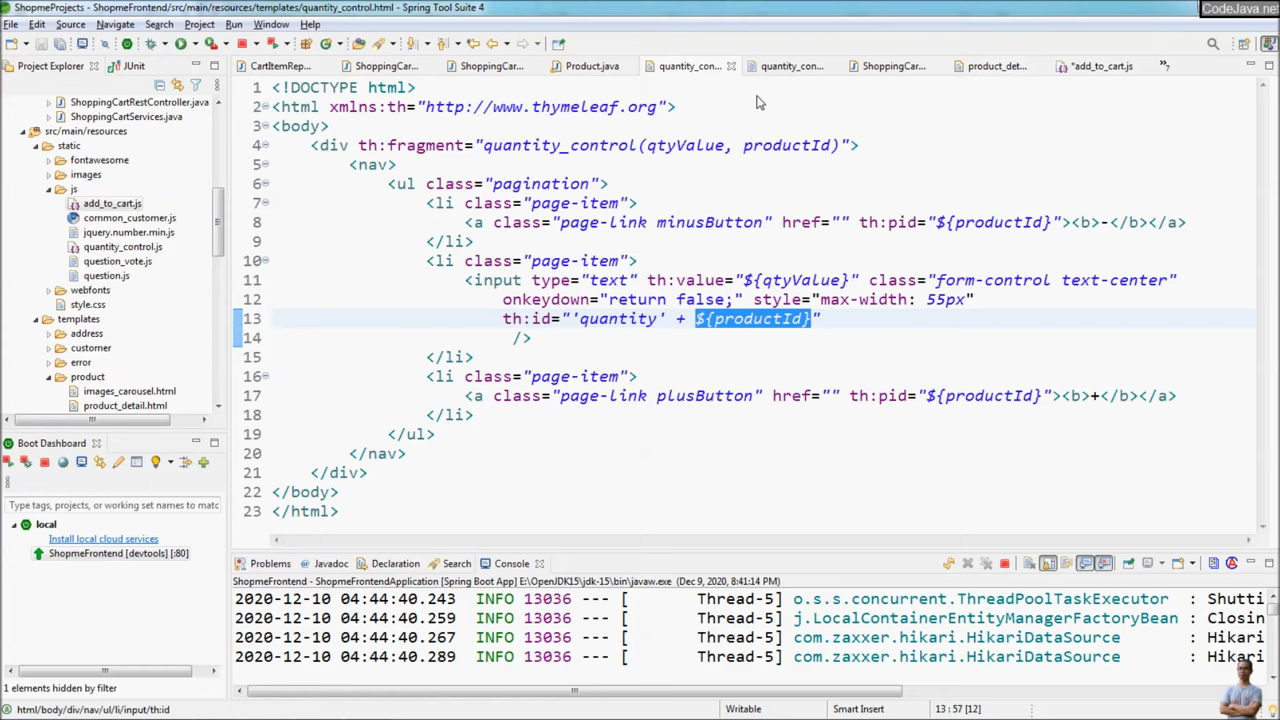 ShopmeProjects - ShopmeFrontend/src/main/resources/templates/quantity_control.html - Spring Tool Suite 4
CodeJava.net
File Edit Source Navigate Search Project Run Window Help
Project Explorer JUnit
CartItemRep... ShoppingCar... ShoppingCar... Product.java quantity_con... quantity_con... ShoppingCar... product_det... *add_to_cart.js
ShoppingCartRestController.java
ShoppingCartServices.java
src/main/resources
static
fontawesome
images
js
add_to_cart.js
common_customer.js
jquery.number.min.js
quantity_control.js
question_vote.js
question.js
webfonts
style.css
templates
address
customer
error
product
images_carousel.html
product_detail.html
1 <!DOCTYPE html>
2 <html xmlns:th="http://www.thymeleaf.org">
3 <body>
4 <div th:fragment="quantity_control(qtyValue, productId)">
5 <nav>
6 <ul class="pagination">
7 <li class="page-item">
8 <a class="page-link minusButton" href="" th:pid="${productId}"><b>-</b></a>
9 </li>
10 <li class="page-item">
11 <input type="text" th:value="${qtyValue}" class="form-control text-center"
12 onkeydown="return false;" style="max-width: 55px"
13 th:id="'quantity' + ${productId}"
14 />
15 </li>
16 <li class="page-item">
17 <a class="page-link plusButton" href="" th:pid="${productId}"><b>+</b></a>
18 </li>
19 </ul>
20 </nav>
21 </div>
22 </body>
23 </html>
Boot Dashboard
Type tags, projects, or working set names to matc
local
Install local cloud services
ShopmeFrontend [devtools] [:80]
1 elements hidden by filter
Problems Javadoc Declaration Search Console
ShopmeFrontend - ShopmeFrontendApplication [Spring Boot App] E:\OpenJDK15\jdk-15\bin\javaw.exe (Dec 9, 2020, 8:41:14 PM)
2020-12-10 04:44:40.243 INFO 13036 --- [ Thread-5] o.s.s.concurrent.ThreadPoolTaskExecutor : Shutti
2020-12-10 04:44:40.259 INFO 13036 --- [ Thread-5] j.LocalContainerEntityManagerFactoryBean : Closin
2020-12-10 04:44:40.267 INFO 13036 --- [ Thread-5] com.zaxxer.hikari.HikariDataSource : Hikari
2020-12-10 04:44:40.289 INFO 13036 --- [ Thread-5] com.zaxxer.hikari.HikariDataSource : Hikari
html/body/div/nav/ul/li/input/th:id
Writable Smart Insert 13 : 57 [12]